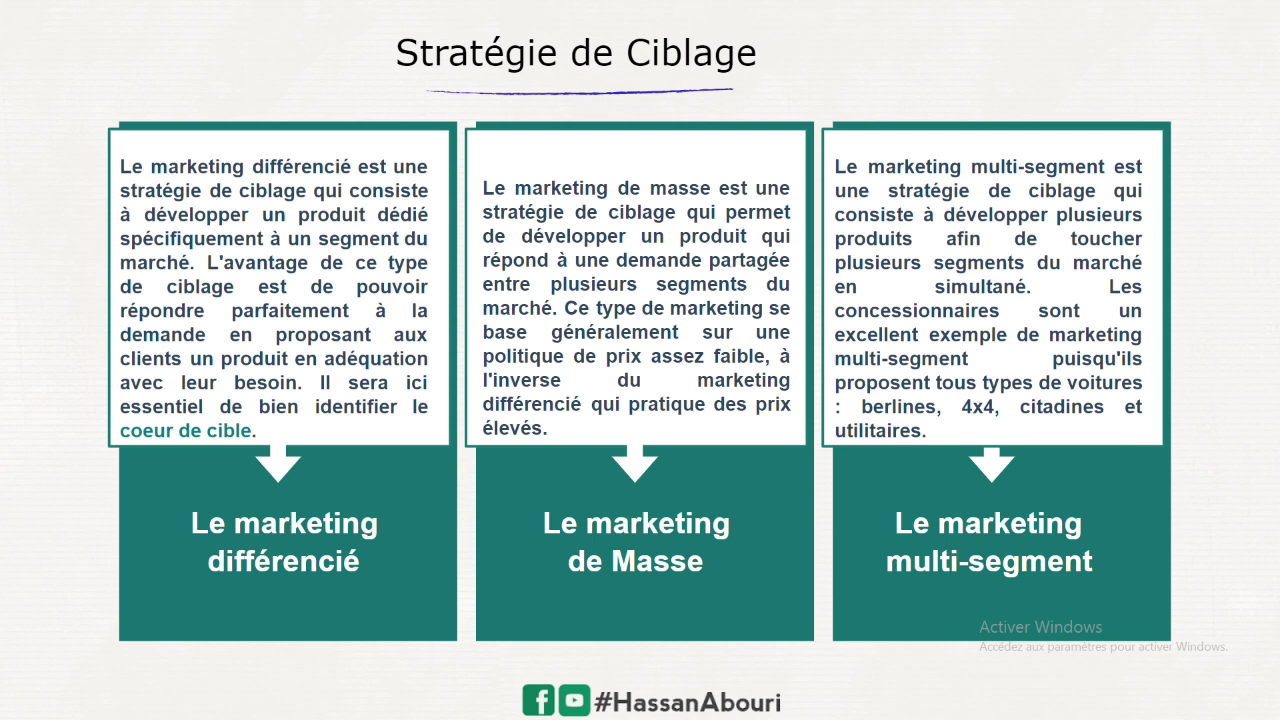 Stratégie de Ciblage
Le marketing différencié est une
stratégie de ciblage qui consiste
à développer un produit dédié
spécifiquement à un segment du
marché. L'avantage de ce type
de ciblage est de pouvoir
répondre parfaitement à la
demande en proposant aux
clients un produit en adéquation
avec leur besoin. Il sera ici
essentiel de bien identifier le
coeur de cible.
Le marketing
différencié
Le marketing de masse est une
stratégie de ciblage qui permet
de développer un produit qui
répond à une demande partagée
entre plusieurs segments du
marché. Ce type de marketing se
base généralement sur une
politique de prix assez faible, à
l'inverse du marketing
différencié qui pratique des prix
élevés.
Le marketing
de Masse
Le marketing multi-segment est
une stratégie de ciblage qui
consiste à développer plusieurs
produits afin de toucher
plusieurs segments du marché
en simultané. Les
concessionnaires sont un
excellent exemple de marketing
multi-segment puisqu'ils
proposent tous types de voitures
: berlines, 4x4, citadines et
utilitaires.
Le marketing
multi-segment
Activer Windows
Accédez aux paramètres pour activer Windows.
#HassanAbouri